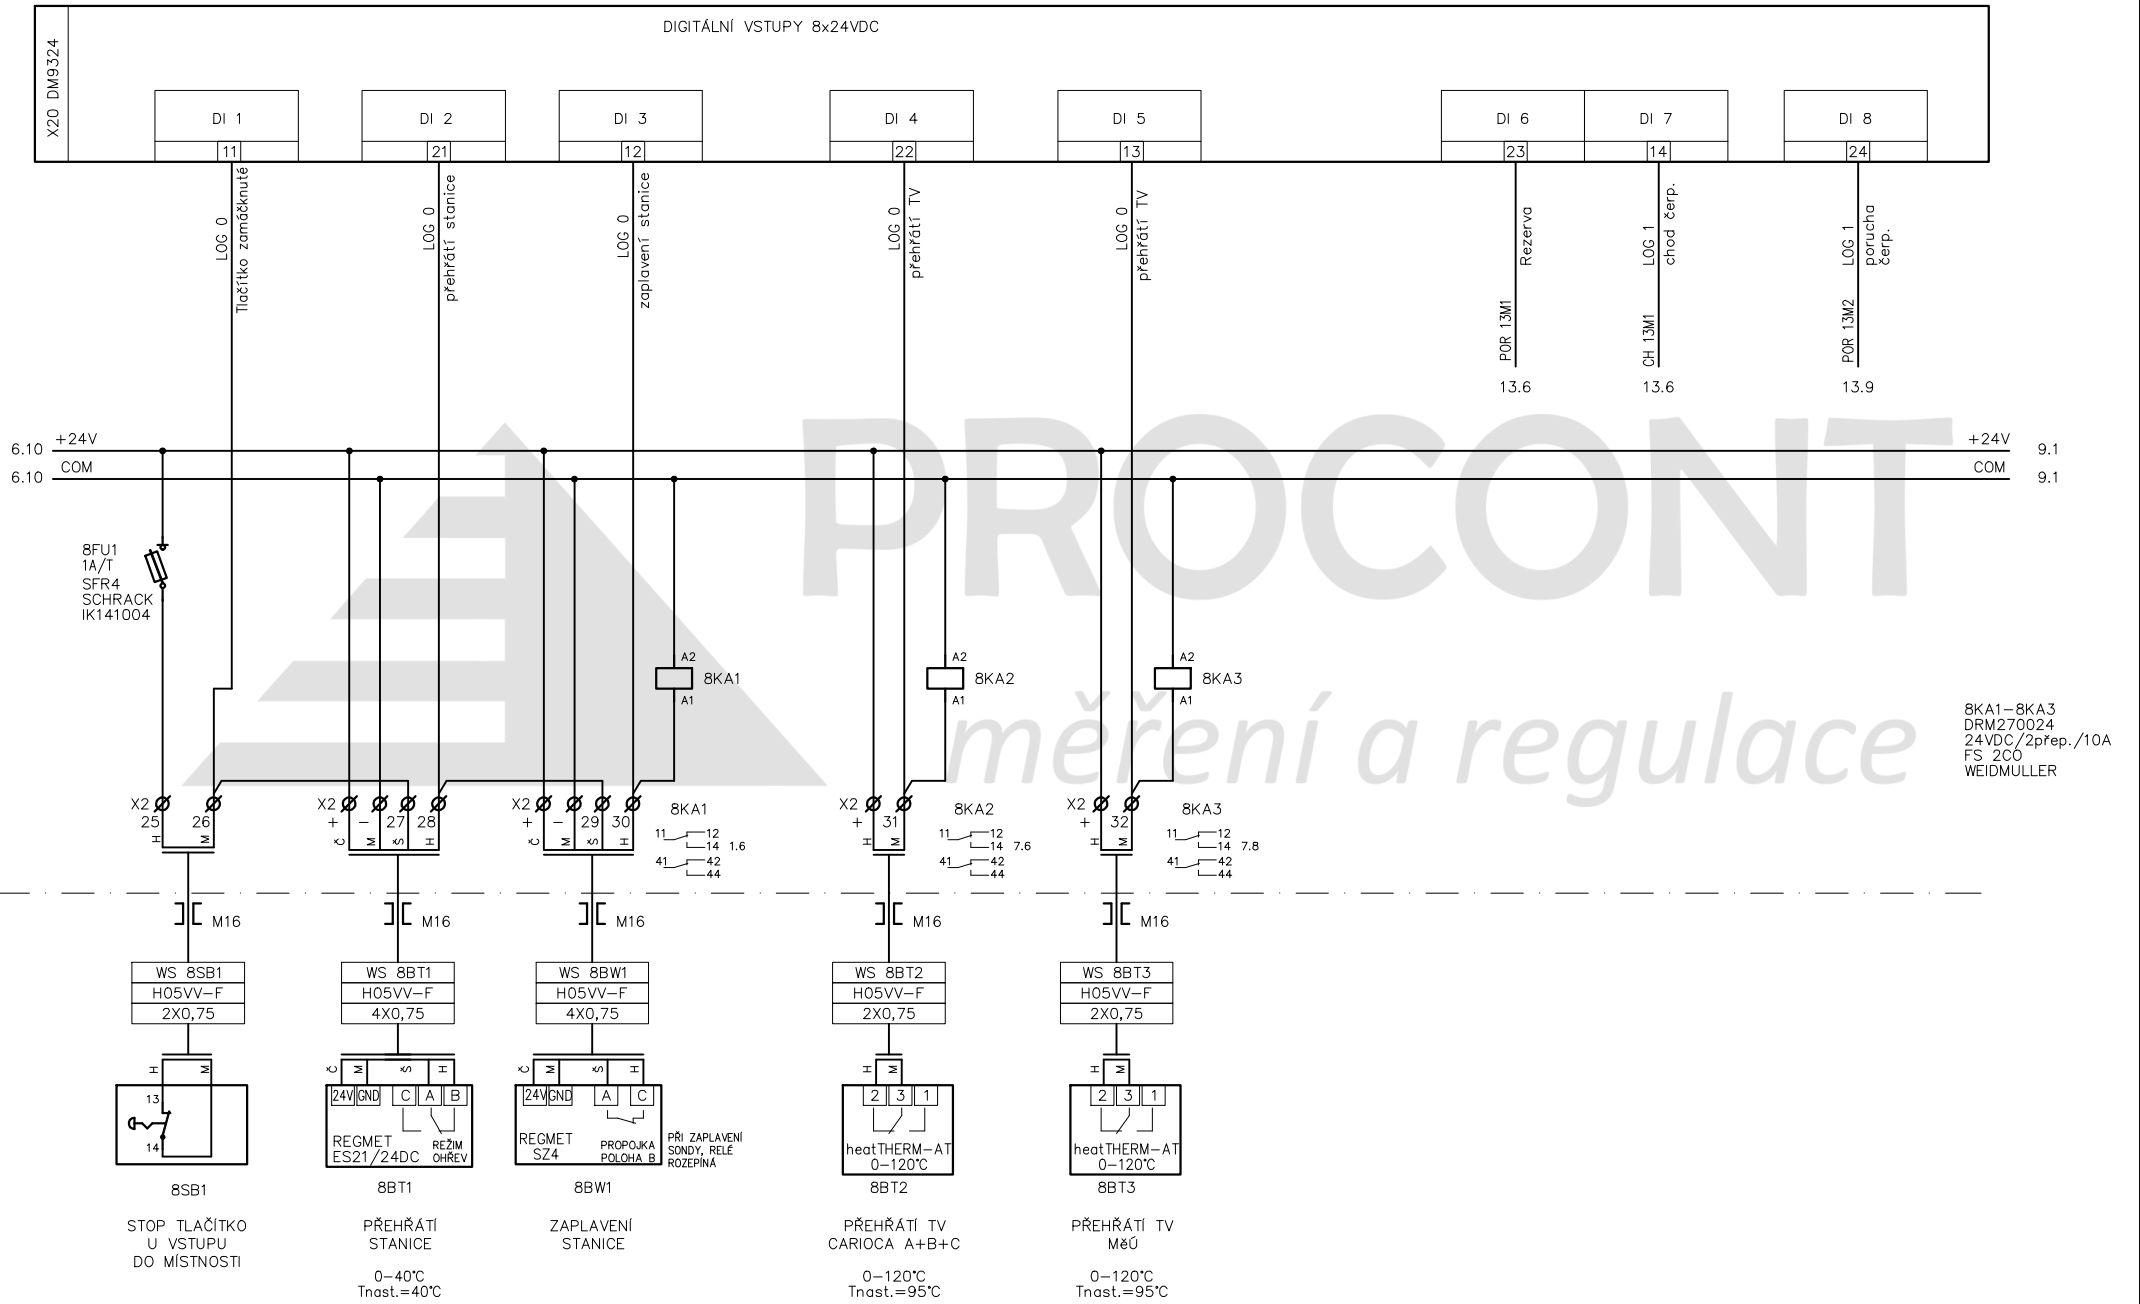 DIGITÁLNÍ VSTUPY 8x24VDC
X20 DM9324
DI 1
DI 2
DI 3
DI 4
DI 5
DI 6
DI 7
DI 8
11
21
12
22
13
23
14
24
LOG 0
Tlačítko zamáčknuté
LOG 0
přehřátí stanice
LOG 0
zaplavení stanice
LOG 0
přehřátí TV
LOG 0
přehřátí TV
Rezerva
POR 13M1
LOG 1
chod čerp.
CH 13M1
LOG 1
porucha
čerp.
POR 13M2
13.6
13.6
13.9
6.10
+24V
+24V
9.1
6.10
COM
COM
9.1
PROCONT
měření a regulace
8FU1
1A/T
SFR4
SCHRACK
IK141004
A2
8KA1
A1
A2
8KA2
A1
A2
8KA3
A1
8KA1-8KA3
DRM270024
24VDC/2přep./10A
FS 2CO
WEIDMULLER
X2
25
26
H
M
X2
+
-
27
28
Č
M
Š
H
X2
+
-
29
30
Č
M
Š
H
8KA1
11
12
14
1.6
41
42
44
X2
+
31
H
M
8KA2
11
12
14
7.6
41
42
44
X2
+
32
H
M
8KA3
11
12
14
7.8
41
42
44
M16
M16
M16
M16
M16
WS 8SB1
H05VV-F
2X0,75
WS 8BT1
H05VV-F
4X0,75
WS 8BW1
H05VV-F
4X0,75
WS 8BT2
H05VV-F
2X0,75
WS 8BT3
H05VV-F
2X0,75
H
M
13
14
8SB1
STOP TLAČÍTKO
U VSTUPU
DO MÍSTNOSTI
Č
M
Š
H
24V
GND
C
A
B
REGMET
ES21/24DC
REŽIM
OHŘEV
8BT1
PŘEHŘÁTÍ
STANICE
0-40°C
Tnast.=40°C
Č
M
Š
H
24V
GND
A
C
REGMET
SZ4
PROPOJKA
POLOHA B
PŘI ZAPLAVENÍ
SONDY, RELÉ
ROZEPÍNÁ
8BW1
ZAPLAVENÍ
STANICE
H
M
2
3
1
heatTHERM-AT
0-120°C
8BT2
PŘEHŘÁTÍ TV
CARIOCA A+B+C
0-120°C
Tnast.=95°C
H
M
2
3
1
heatTHERM-AT
0-120°C
8BT3
PŘEHŘÁTÍ TV
MěÚ
0-120°C
Tnast.=95°C